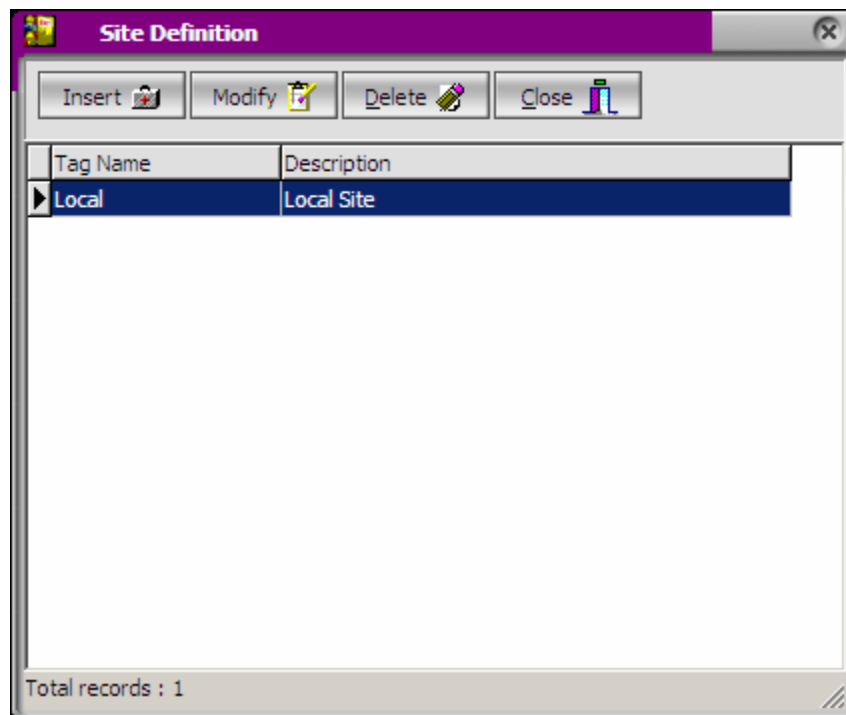 Site Definition
Insert Modify Delete Close
Tag Name Description
Local Local Site
Total records : 1